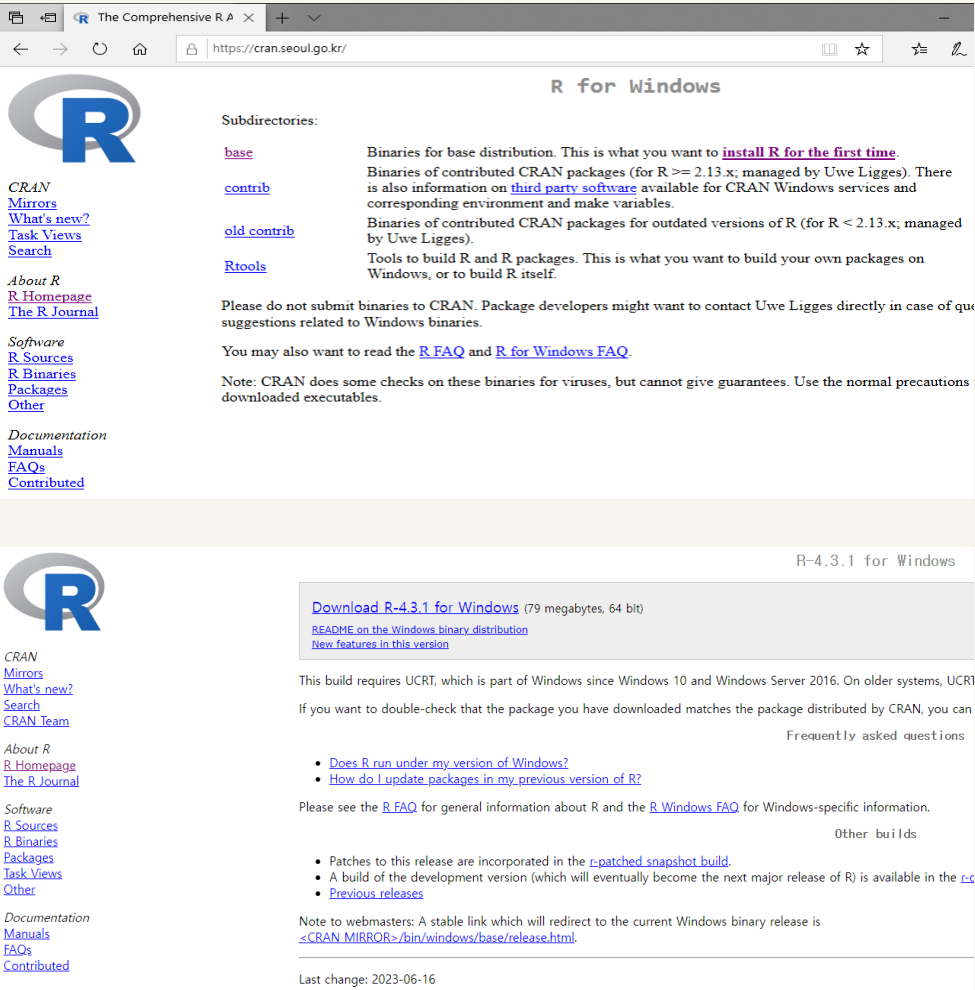 The Comprehensive R A
https://cran.seoul.go.kr/
R
R for Windows
CRAN
Mirrors
What's new?
Task Views
Search
About R
R Homepage
The R Journal
Software
R Sources
R Binaries
Packages
Other
Documentation
Manuals
FAQs
Contributed
Subdirectories:
base
Binaries for base distribution. This is what you want to install R for the first time.
contrib
Binaries of contributed CRAN packages (for R >= 2.13.x; managed by Uwe Ligges). There
is also information on third party software available for CRAN Windows services and
corresponding environment and make variables.
old contrib
Binaries of contributed CRAN packages for outdated versions of R (for R < 2.13.x; managed
by Uwe Ligges).
Rtools
Tools to build R and R packages. This is what you want to build your own packages on
Windows, or to build R itself.
Please do not submit binaries to CRAN. Package developers might want to contact Uwe Ligges directly in case of que
suggestions related to Windows binaries.
You may also want to read the R FAQ and R for Windows FAQ.
Note: CRAN does some checks on these binaries for viruses, but cannot give guarantees. Use the normal precautions
downloaded executables.
R
R-4.3.1 for Windows
CRAN
Mirrors
What's new?
Search
CRAN Team
About R
R Homepage
The R Journal
Software
R Sources
R Binaries
Packages
Task Views
Other
Documentation
Manuals
FAQs
Contributed
Download R-4.3.1 for Windows (79 megabytes, 64 bit)
README on the Windows binary distribution
New features in this version
This build requires UCRT, which is part of Windows since Windows 10 and Windows Server 2016. On older systems, UCRT
If you want to double-check that the package you have downloaded matches the package distributed by CRAN, you can
Frequently asked questions
Does R run under my version of Windows?
How do I update packages in my previous version of R?
Please see the R FAQ for general information about R and the R Windows FAQ for Windows-specific information.
Other builds
Patches to this release are incorporated in the r-patched snapshot build.
A build of the development version (which will eventually become the next major release of R) is available in the
Previous releases
Note to webmasters: A stable link which will redirect to the current Windows binary release is
<CRAN MIRROR>/bin/windows/base/release.html.
Last change: 2023-06-16